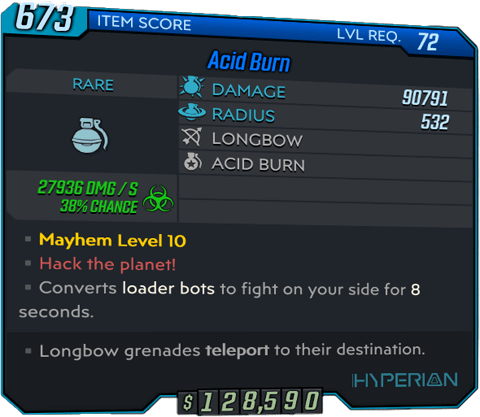 673 ITEM SCORE LVL REQ. 72
Acid Burn
RARE
DAMAGE 90791
RADIUS 532
LONGBOW
ACID BURN
27936 DMG / S
38% CHANCE
Mayhem Level 10
Hack the planet!
Converts loader bots to fight on your side for 8
seconds.
Longbow grenades teleport to their destination.
HYPERION
$ 128,590